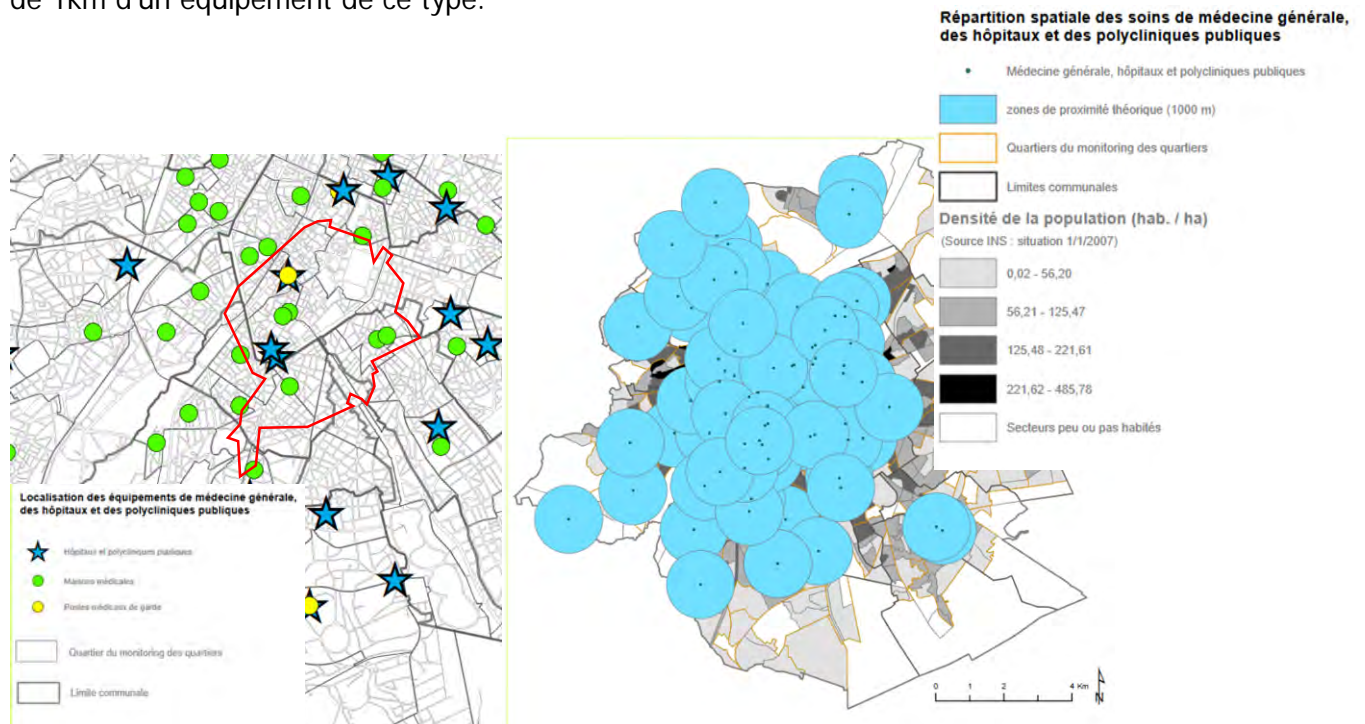 de 1km d'un équipement de ce type.
Répartition spatiale des soins de médecine générale,
des hôpitaux et des polycliniques publiques
Médecine générale, hôpitaux et polycliniques publiques
zones de proximité théorique (1000 m)
Quartiers du monitoring des quartiers
Limites communales
Densité de la population (hab. / ha)
(Source INS : situation 1/1/2007)
0,02 - 56,20
56,21 - 125,47
125,48 - 221,61
221,62 - 485,78
Secteurs peu ou pas habités
Localisation des équipements de médecine générale,
des hôpitaux et des polycliniques publiques
Hôpitaux et polycliniques publiques
Maisons médicales
Postes médicaux de garde
Quartier du monitoring des quartiers
Limite communale
0 1 2 4 Km
N